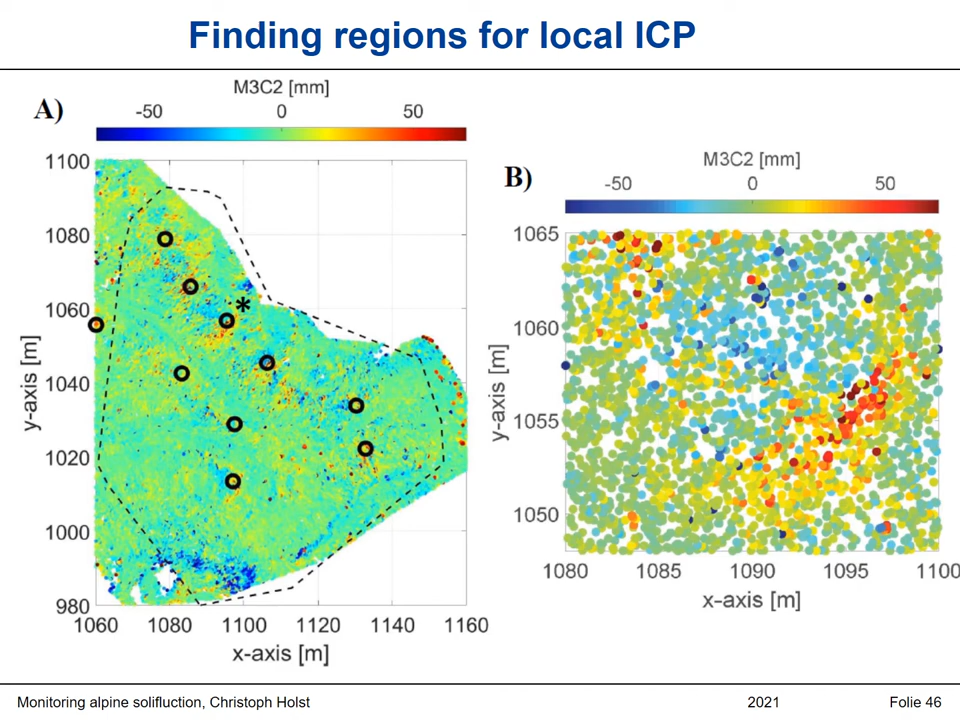 Finding regions for local ICP
A)
M3C2 [mm]
-50 0 50
1100
1080
1060
1040
1020
1000
980
y-axis [m]
*
1060 1080 1100 1120 1140 1160
x-axis [m]
B)
M3C2 [mm]
-50 0 50
1065
1060
1055
1050
y-axis [m]
1080 1085 1090 1095 1100
x-axis [m]
Monitoring alpine solifluction, Christoph Holst 2021 Folie 46